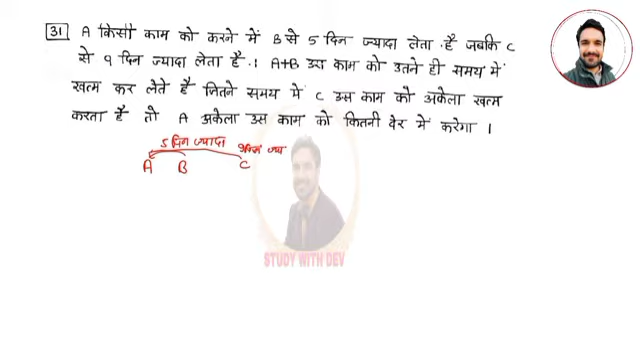 31 A किसी काम को करने में B से 5 दिन ज्यादा लेता है जबकि C
से 9 दिन ज्यादा लेता है । A+B उस काम को उतने ही समय में
खत्म कर लेते है जितने समय में C उस काम को अकेला खत्म
करता है तो A अकेला उस काम को कितनी देर में करेगा ।
5 दिन ज्यादा
A B C
STUDY WITH DEV